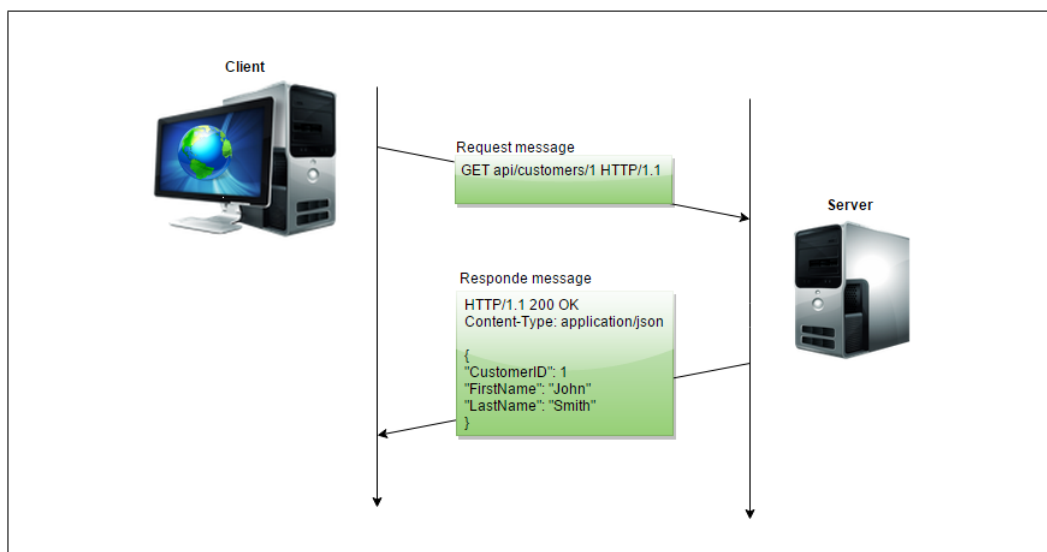 Client
Request message
GET api/customers/1 HTTP/1.1
Server
Responde message
HTTP/1.1 200 OK
Content-Type: application/json
{
"CustomerID": 1
"FirstName": "John"
"LastName": "Smith"
}